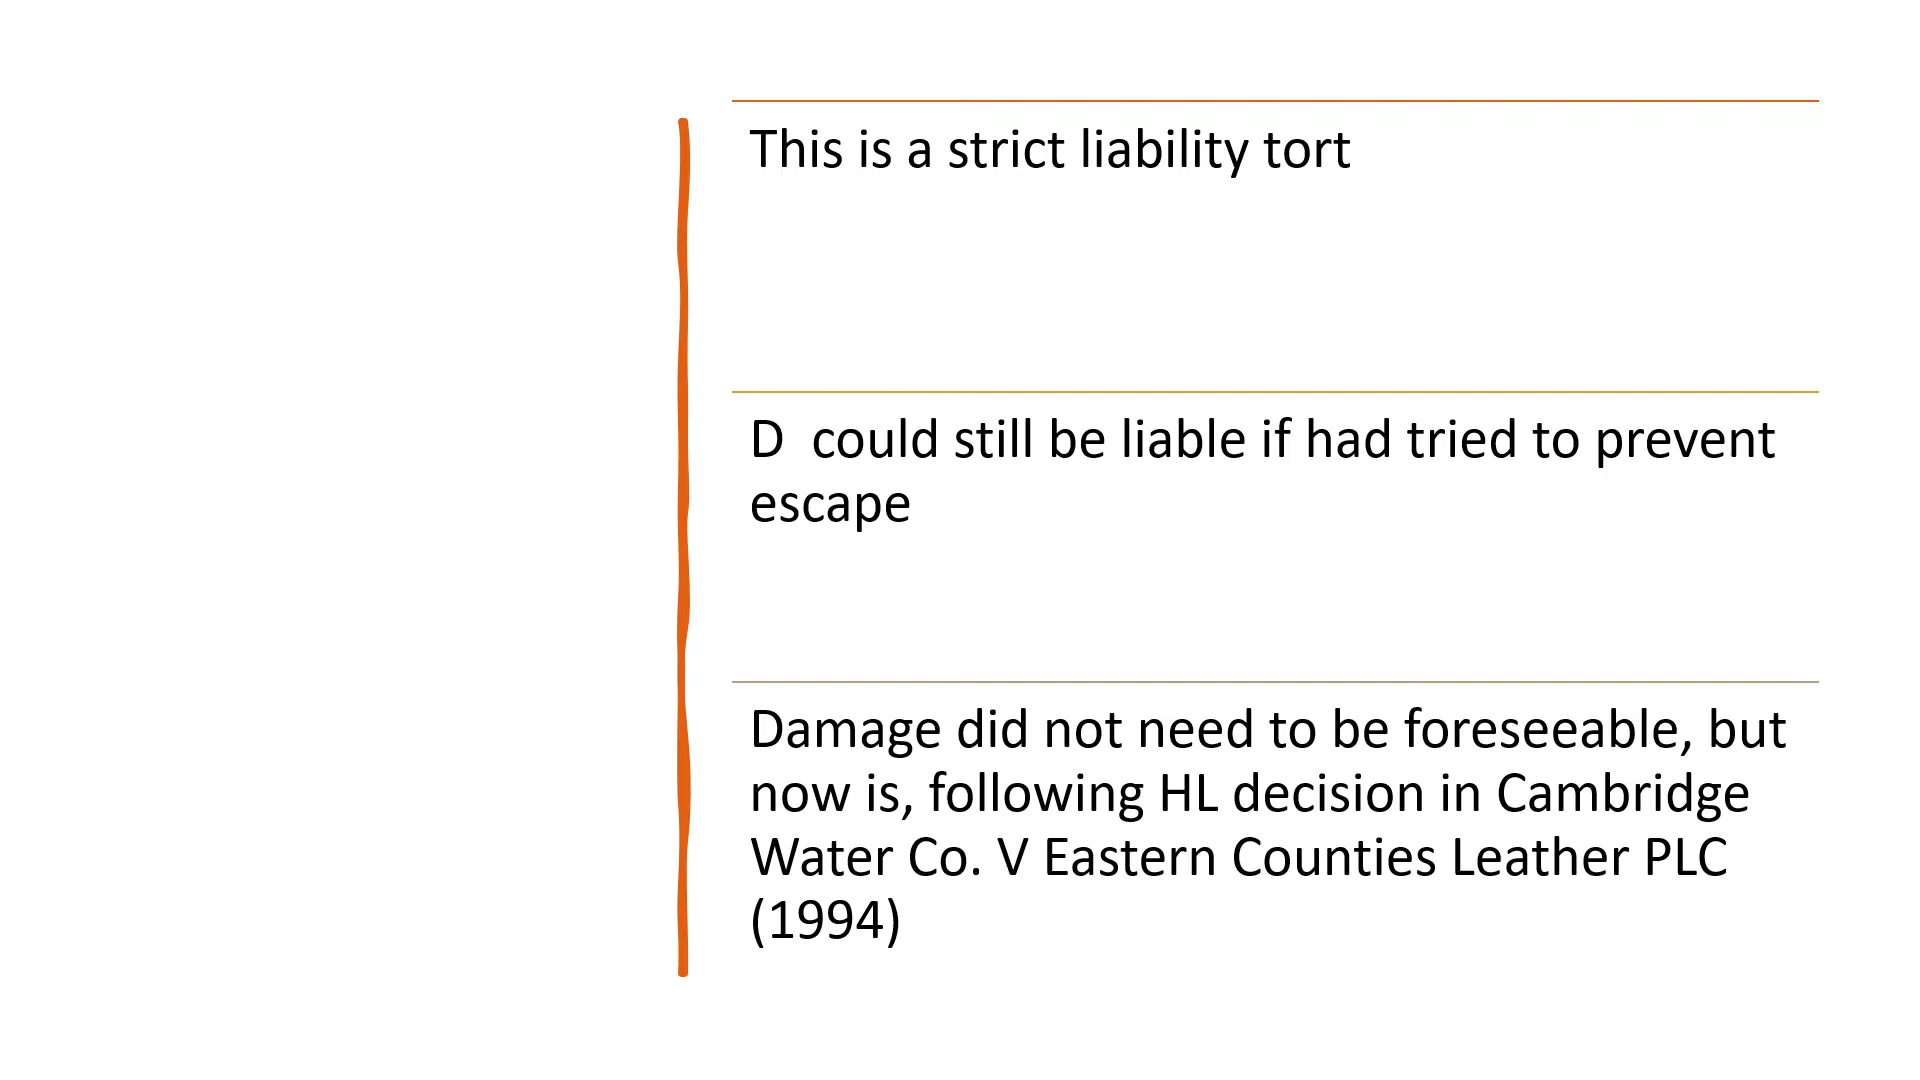 This is a strict liability tort
D  could still be liable if had tried to prevent
escape
Damage did not need to be foreseeable, but
now is, following HL decision in Cambridge
Water Co. V Eastern Counties Leather PLC
(1994)